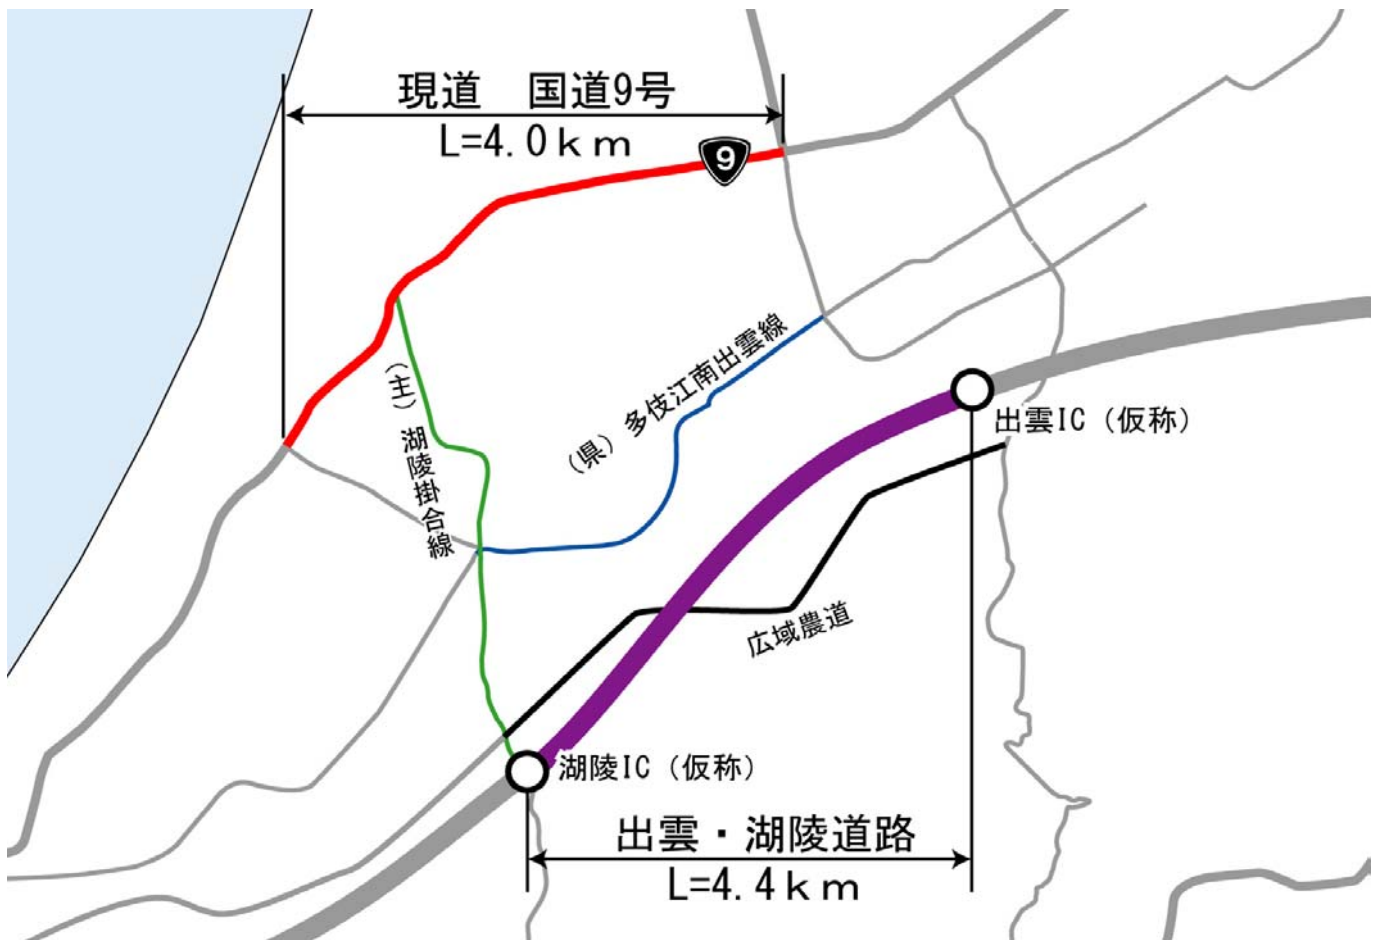 現道　国道9号
L=4.0km
9
(主) 湖陵掛合線
(県) 多伎江南出雲線
出雲IC (仮称)
広域農道
湖陵IC (仮称)
出雲・湖陵道路
L=4.4km